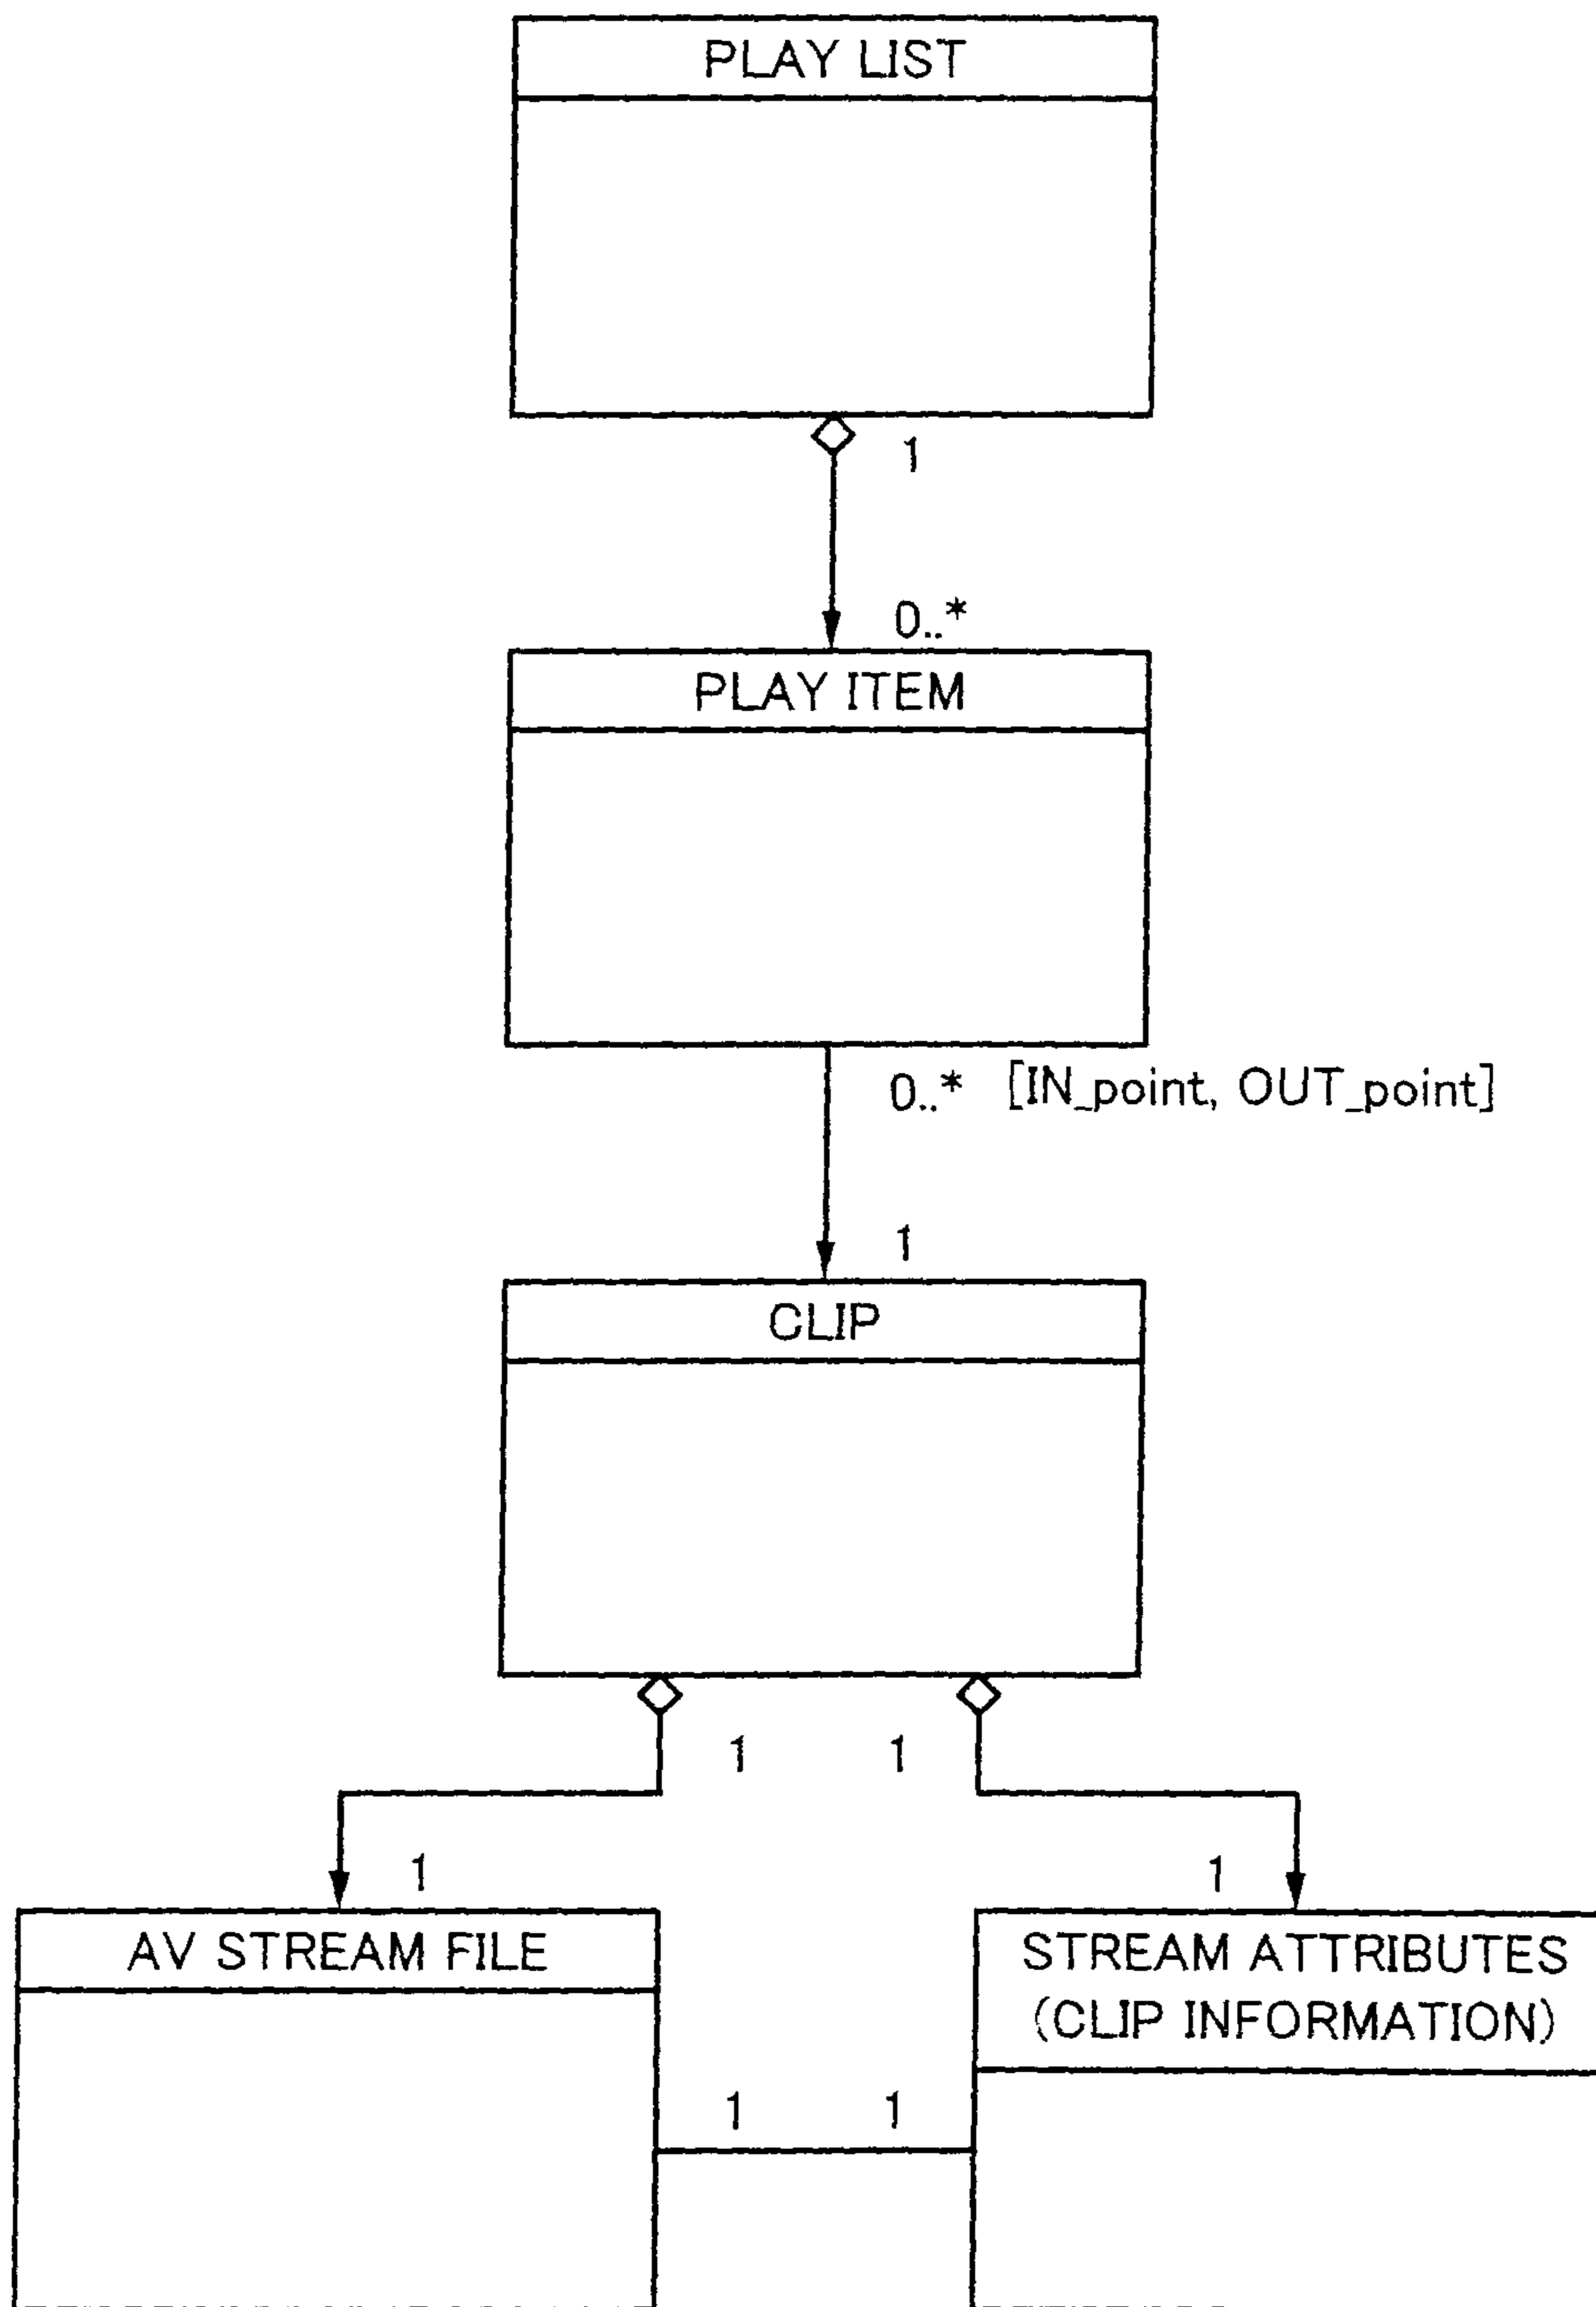 PLAY LIST
1
0..*
PLAY ITEM
0..* [IN_point, OUT_point]
1
CLIP
1 1
1 1
AV STREAM FILE
STREAM ATTRIBUTES
(CLIP INFORMATION)
1 1